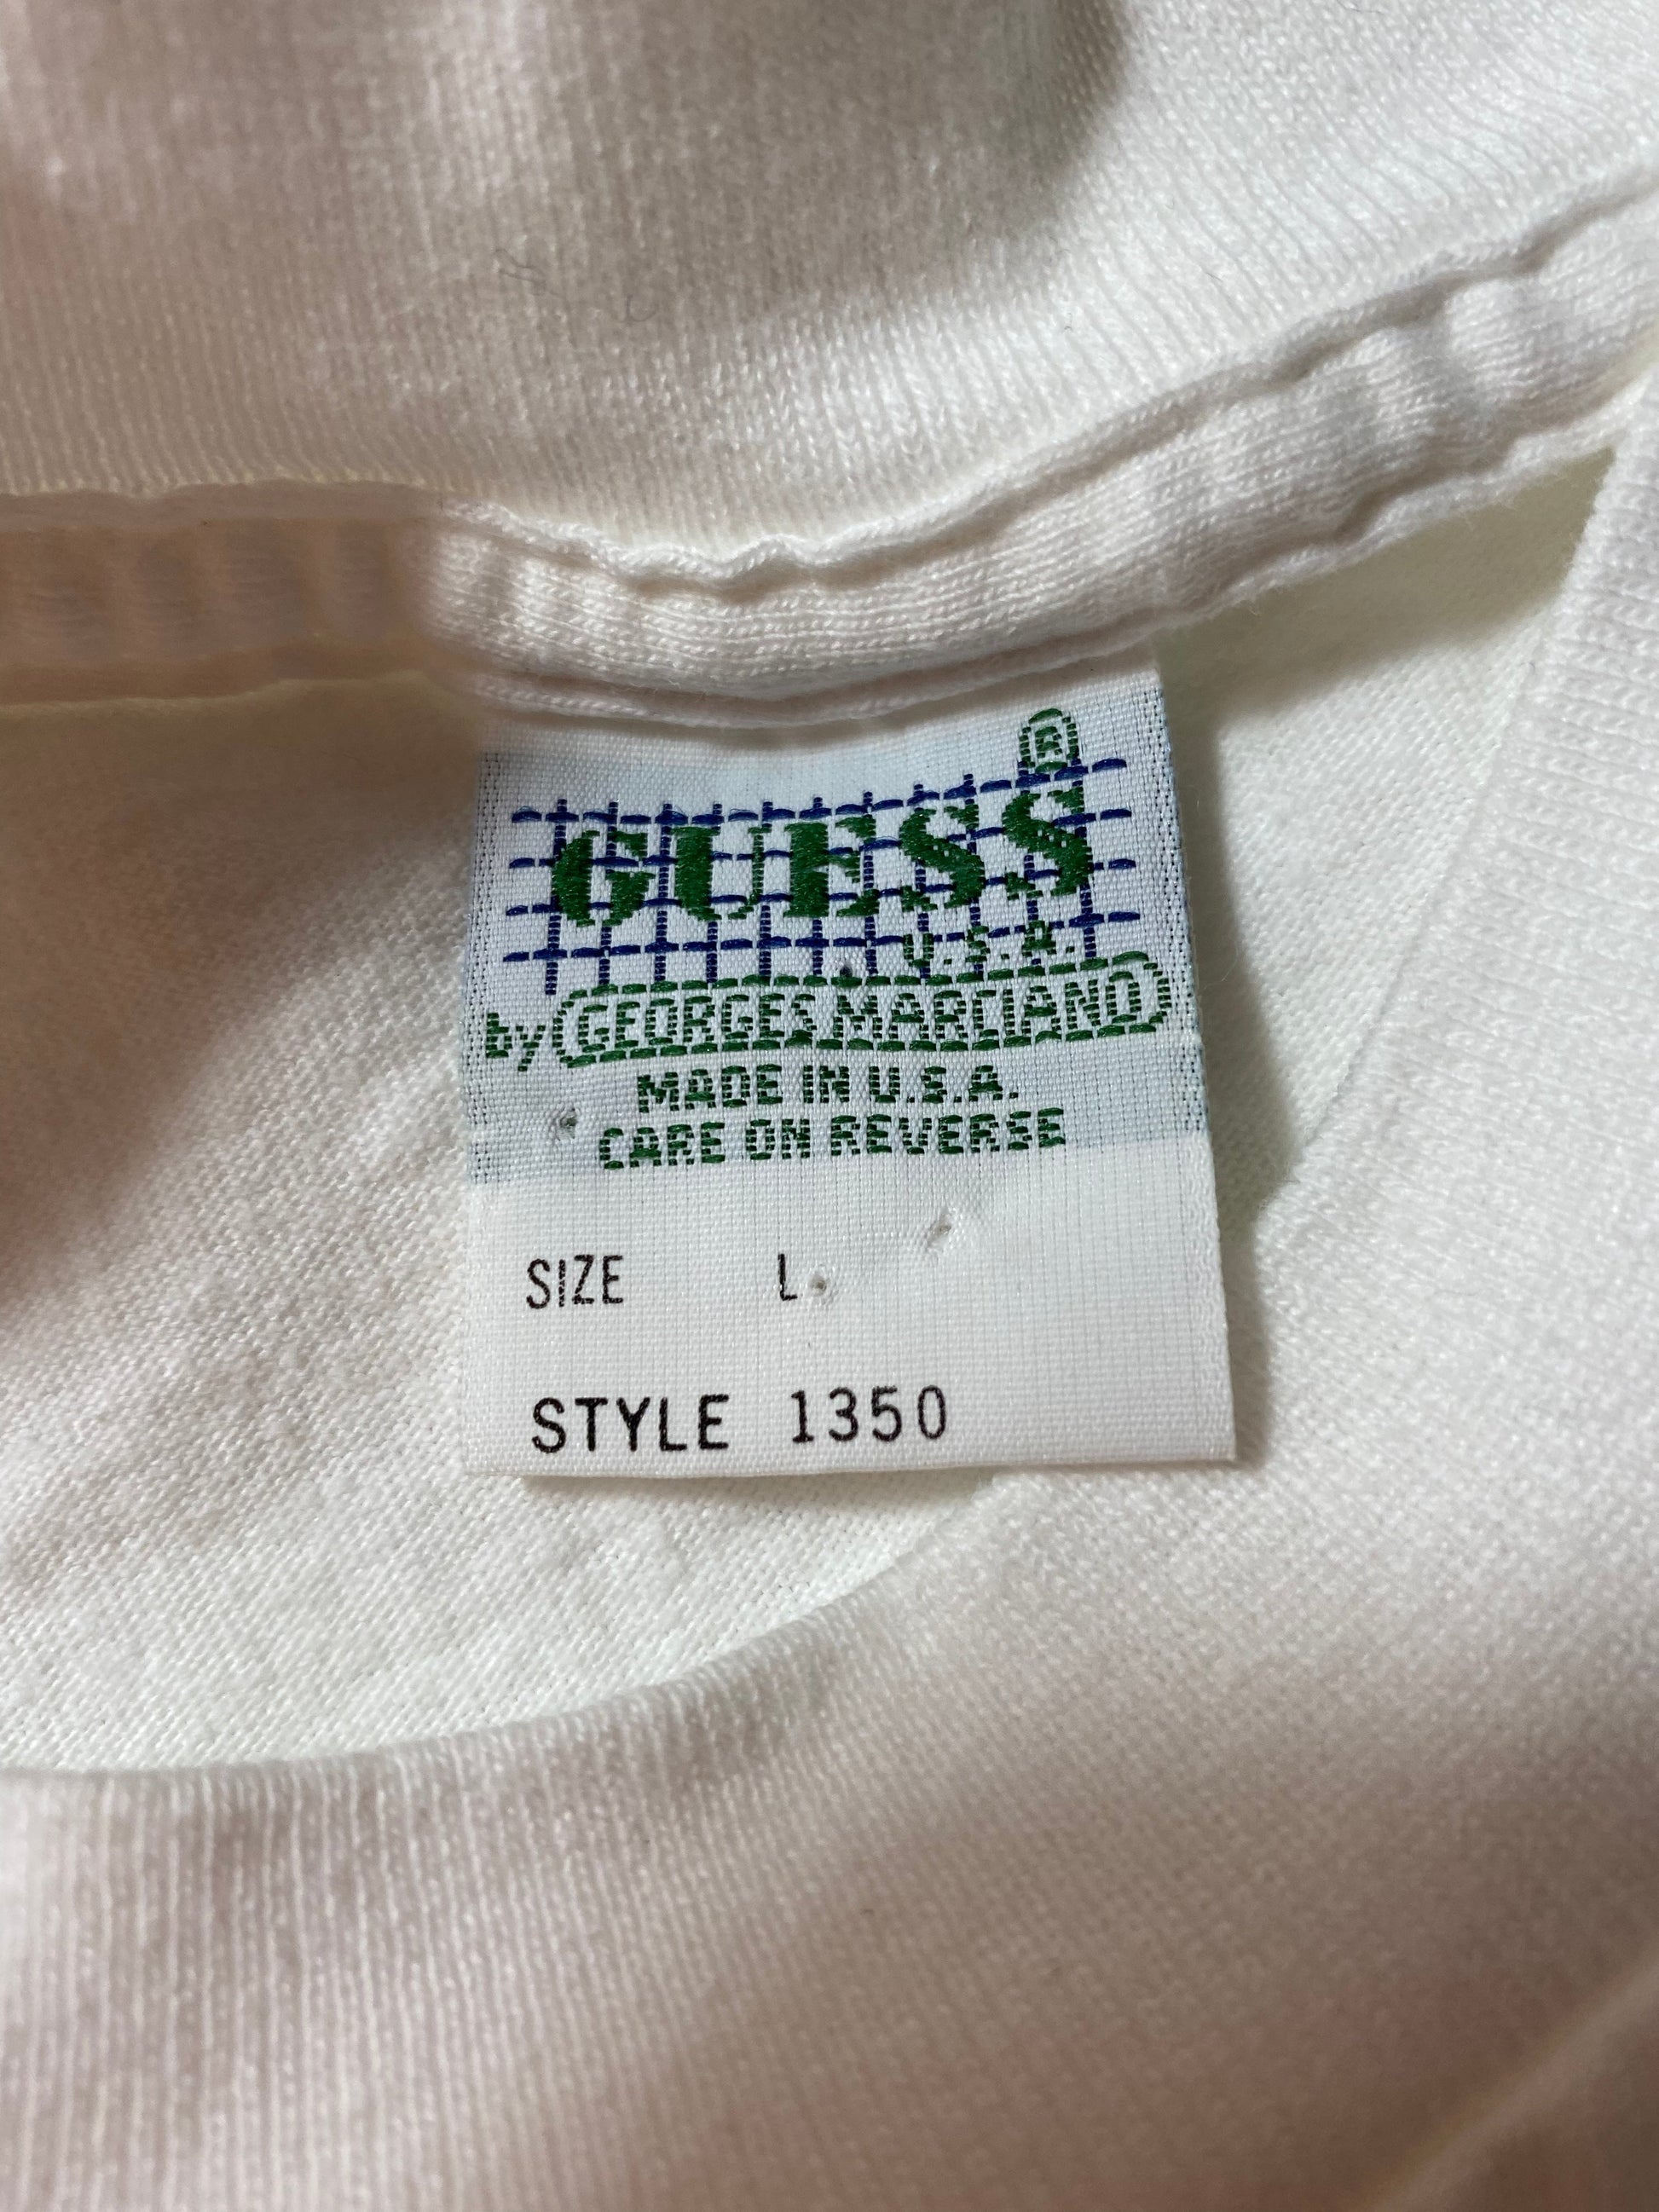 ®
GUESS
U.S.A.
by GEORGES MARCIANO
MADE IN U.S.A.
CARE ON REVERSE
SIZE L
STYLE 1350